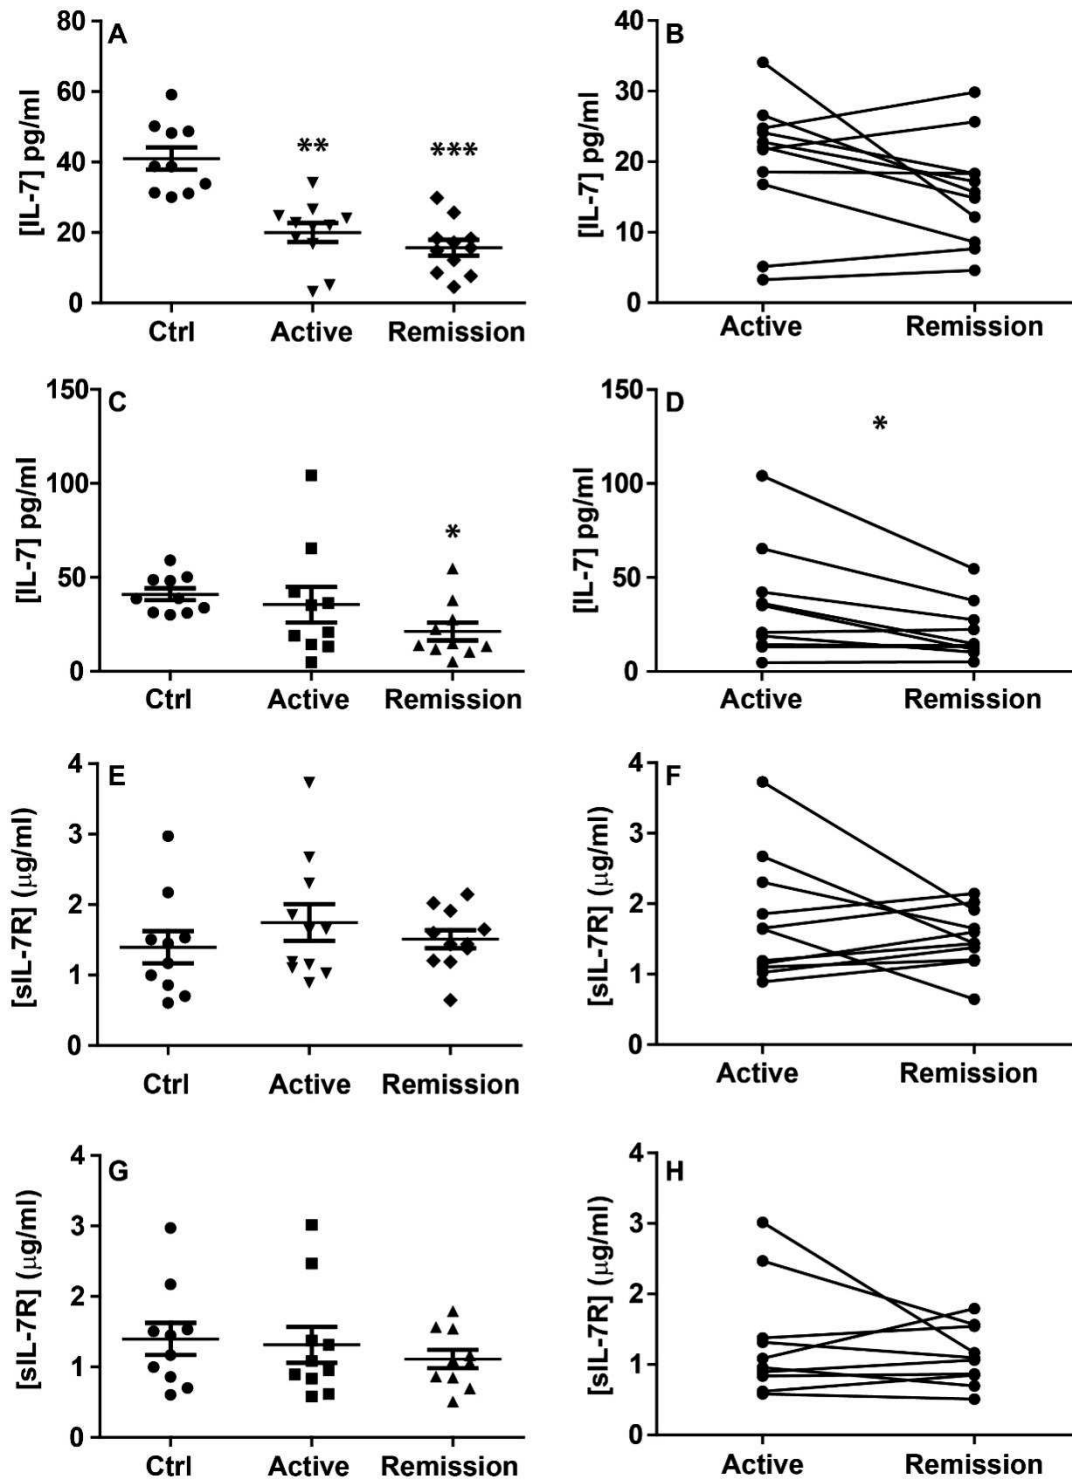 A
[IL-7] pg/ml
80
60
40
20
0
**
***
Ctrl Active Remission
B
[IL-7] pg/ml
40
30
20
10
0
Active Remission
C
[IL-7] pg/ml
150
100
50
0
*
Ctrl Active Remission
D
[IL-7] pg/ml
150
100
50
0
*
Active Remission
E
[sIL-7R] (μg/ml)
4
3
2
1
0
Ctrl Active Remission
F
[sIL-7R] (μg/ml)
4
3
2
1
0
Active Remission
G
[sIL-7R] (μg/ml)
4
3
2
1
0
Ctrl Active Remission
H
[sIL-7R] (μg/ml)
4
3
2
1
0
Active Remission